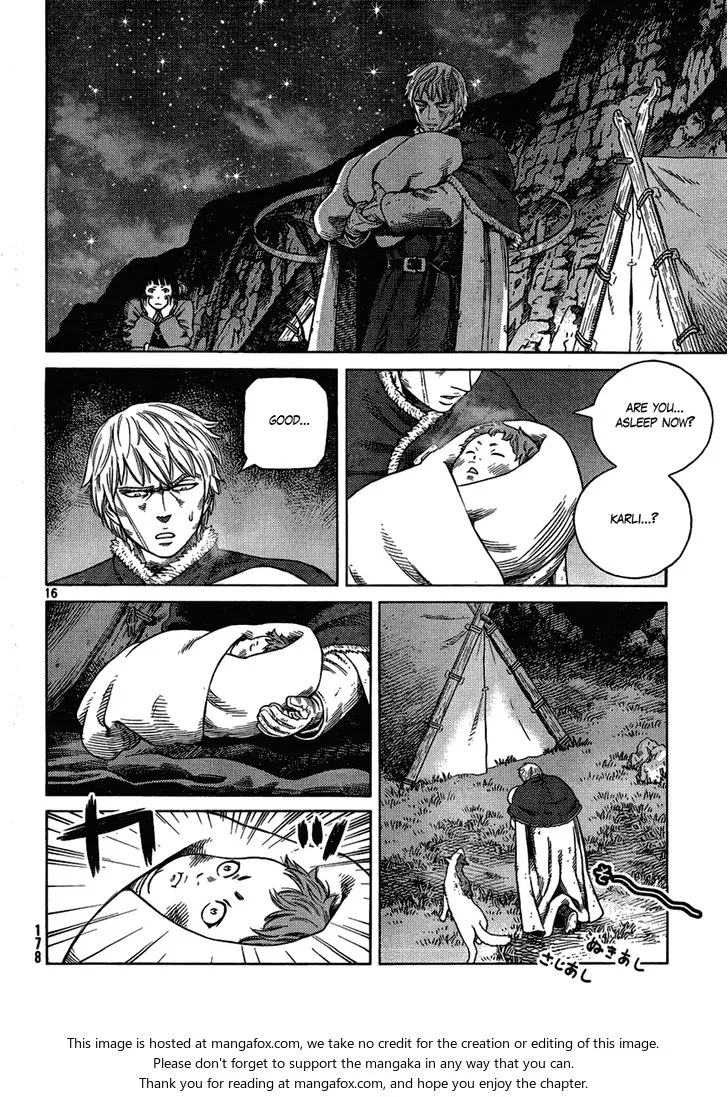 ARE YOU...
ASLEEP NOW?
KARLI...?
GOOD...
16
ぬきあし
さしあし
カッ
178
This image is hosted at mangafox.com, we take no credit for the creation or editing of this image.
Please don't forget to support the mangaka in any way that you can.
Thank you for reading at mangafox.com, and hope you enjoy the chapter.